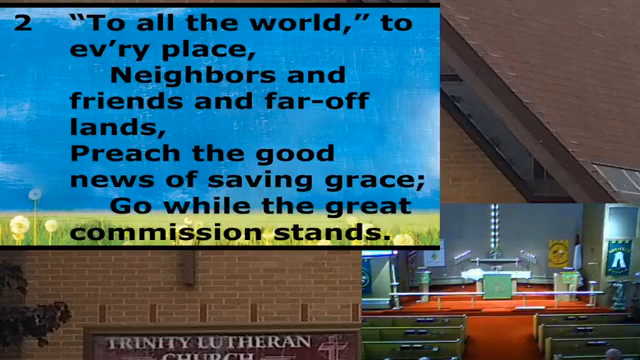 2 “To all the world,” to
ev’ry place,
Neighbors and
friends and far-off
lands,
Preach the good
news of saving grace;
Go while the great
commission stands.
TRINITY LUTHERAN
CHURCH